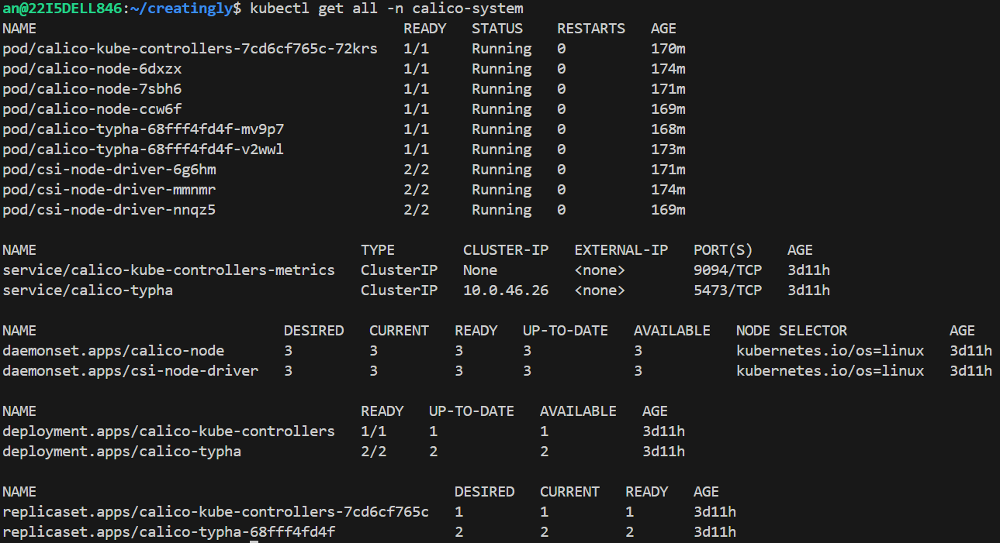 an@22I5DELL846:~/creatingly$ kubectl get all -n calico-system
NAME READY STATUS RESTARTS AGE
pod/calico-kube-controllers-7cd6cf765c-72krs 1/1 Running 0 170m
pod/calico-node-6dxzx 1/1 Running 0 174m
pod/calico-node-7sbh6 1/1 Running 0 171m
pod/calico-node-ccw6f 1/1 Running 0 169m
pod/calico-typha-68fff4fd4f-mv9p7 1/1 Running 0 168m
pod/calico-typha-68fff4fd4f-v2wwl 1/1 Running 0 173m
pod/csi-node-driver-6g6hm 2/2 Running 0 171m
pod/csi-node-driver-mmnmr 2/2 Running 0 174m
pod/csi-node-driver-nnqz5 2/2 Running 0 169m
NAME TYPE CLUSTER-IP EXTERNAL-IP PORT(S) AGE
service/calico-kube-controllers-metrics ClusterIP None <none> 9094/TCP 3d11h
service/calico-typha ClusterIP 10.0.46.26 <none> 5473/TCP 3d11h
NAME DESIRED CURRENT READY UP-TO-DATE AVAILABLE NODE SELECTOR AGE
daemonset.apps/calico-node 3 3 3 3 3 kubernetes.io/os=linux 3d11h
daemonset.apps/csi-node-driver 3 3 3 3 3 kubernetes.io/os=linux 3d11h
NAME READY UP-TO-DATE AVAILABLE AGE
deployment.apps/calico-kube-controllers 1/1 1 1 3d11h
deployment.apps/calico-typha 2/2 2 2 3d11h
NAME DESIRED CURRENT READY AGE
replicaset.apps/calico-kube-controllers-7cd6cf765c 1 1 1 3d11h
replicaset.apps/calico-typha-68fff4fd4f 2 2 2 3d11h